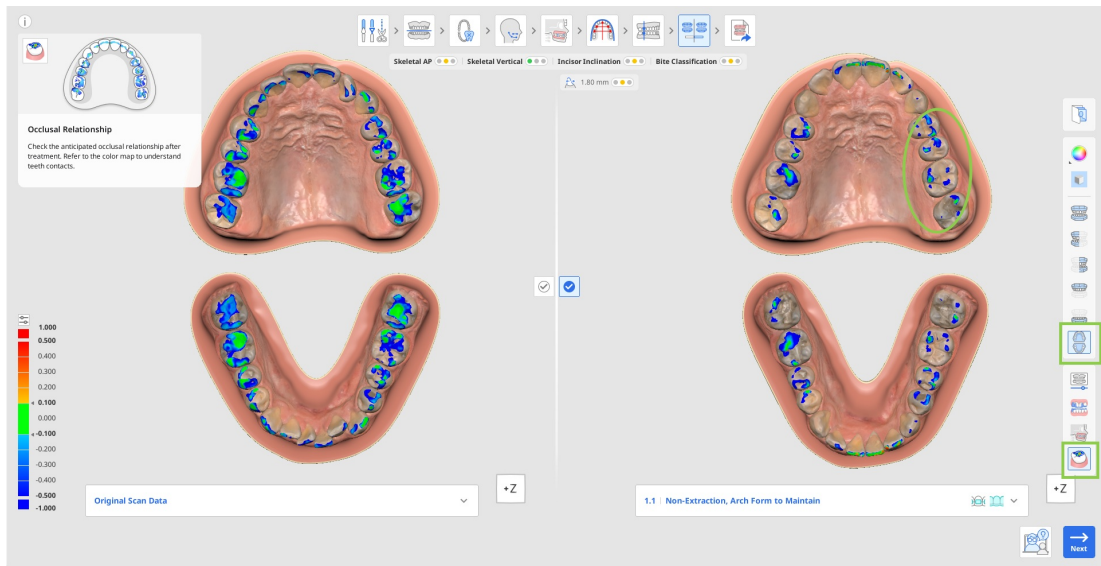 Skeletal AP
Skeletal Vertical
Incisor Inclination
Bite Classification
1.80 mm
Occlusal Relationship
Check the anticipated occlusal relationship after
treatment. Refer to the color map to understand
teeth contacts.
1.000
0.500
0.400
0.300
0.200
0.100
0.000
-0.100
-0.200
-0.300
-0.400
-0.500
-1.000
Original Scan Data
+Z
1.1 Non-Extraction, Arch Form to Maintain
+Z
Next